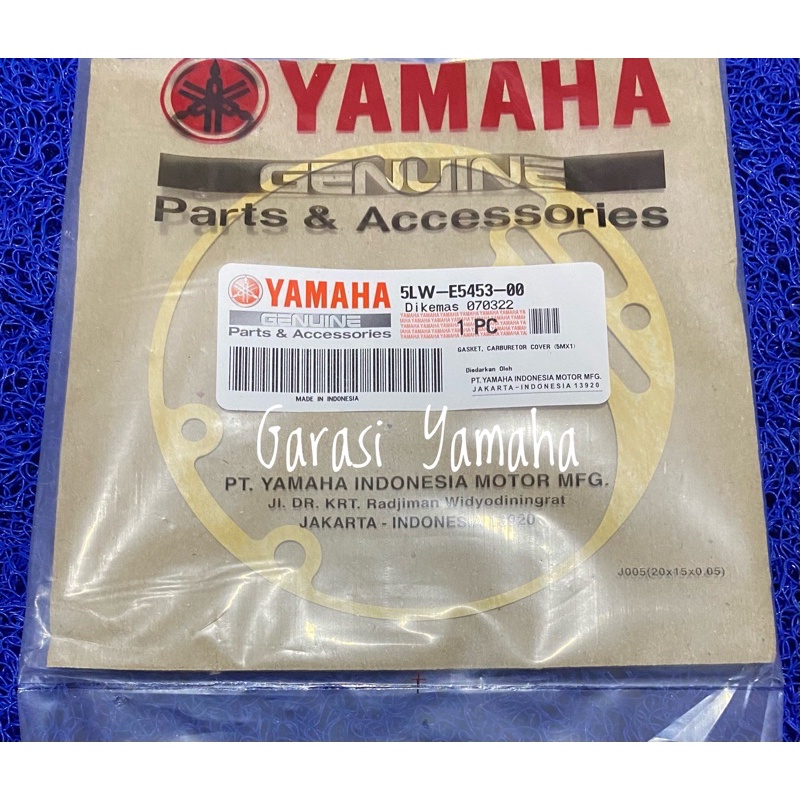 YAMAHA
GENUINE
Parts & Accessories
YAMAHA
GENUINE
Parts & Accessories
5LW-E5453-00
Dikemas 070322
1 PC
GASKET, CARBURETOR COVER (5MX1)
Diedarkan Oleh
PT. YAMAHA INDONESIA MOTOR MFG.
JAKARTA-INDONESIA 13920
MADE IN INDONESIA
Garasi Yamaha
PT. YAMAHA INDONESIA MOTOR MFG.
Jl. DR. KRT. Radjiman Widyodiningrat
JAKARTA - INDONESIA 13920
J005(20x15x0.05)